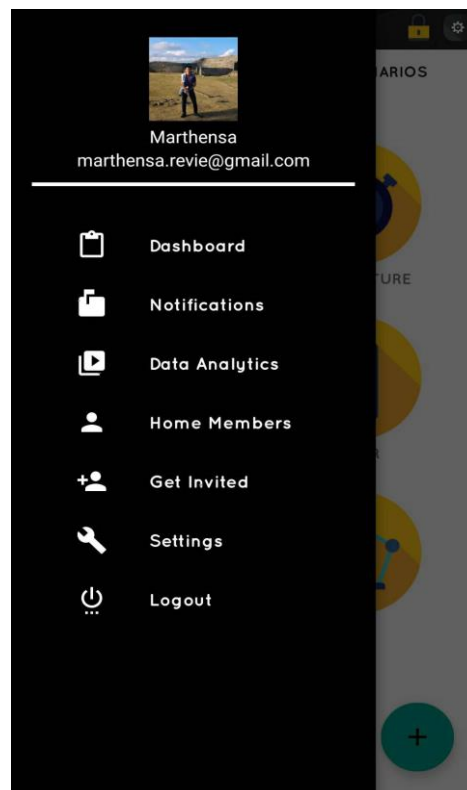 ARIOS
Marthensa
marthensa.revie@gmail.com
Dashboard
Notifications
TURE
Data Analytics
Home Members
R
Get Invited
Settings
Logout